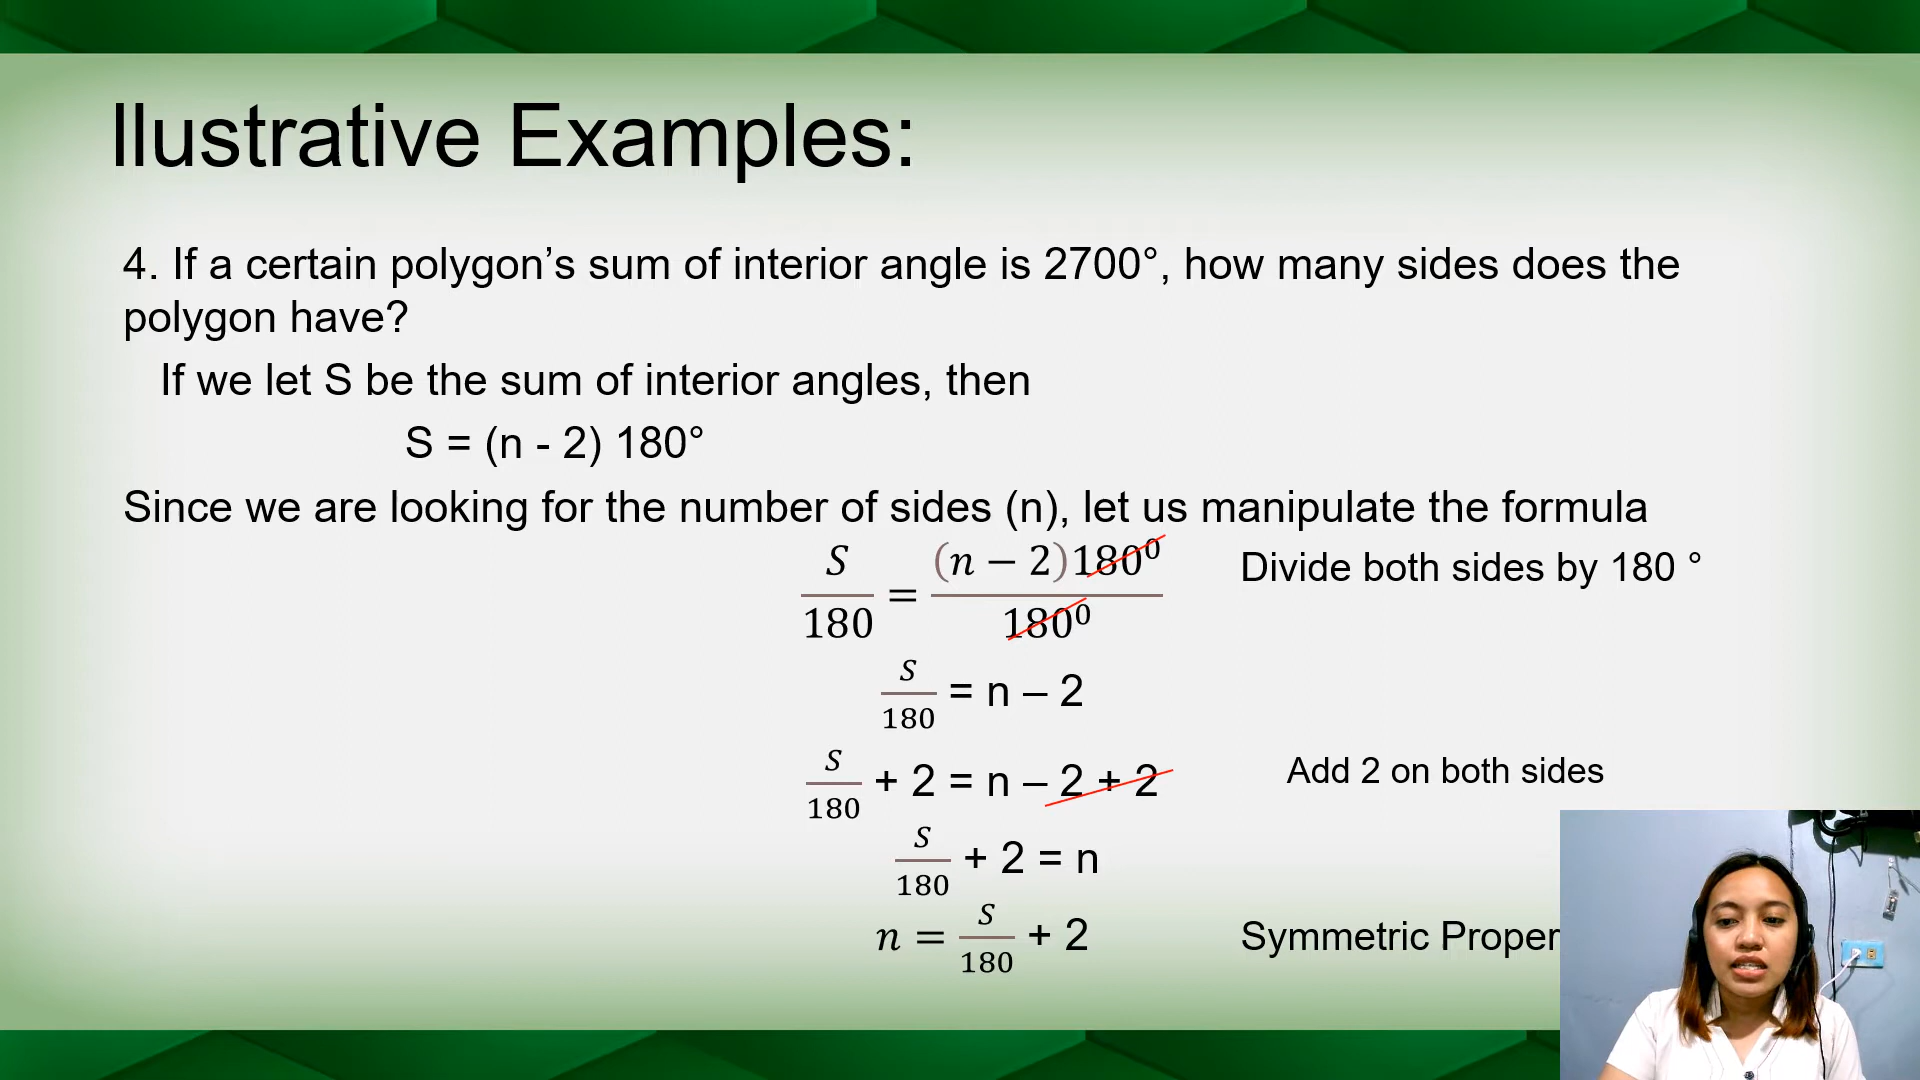 Ilustrative Examples:
4. If a certain polygon’s sum of interior angle is 2700°, how many sides does the
polygon have?
If we let S be the sum of interior angles, then
S = (n - 2) 180°
Since we are looking for the number of sides (n), let us manipulate the formula
S/180 = (n − 2)180⁰/180⁰ Divide both sides by 180 °
S/180 = n – 2
S/180 + 2 = n – 2 + 2 Add 2 on both sides
S/180 + 2 = n
n = S/180 + 2 Symmetric Proper